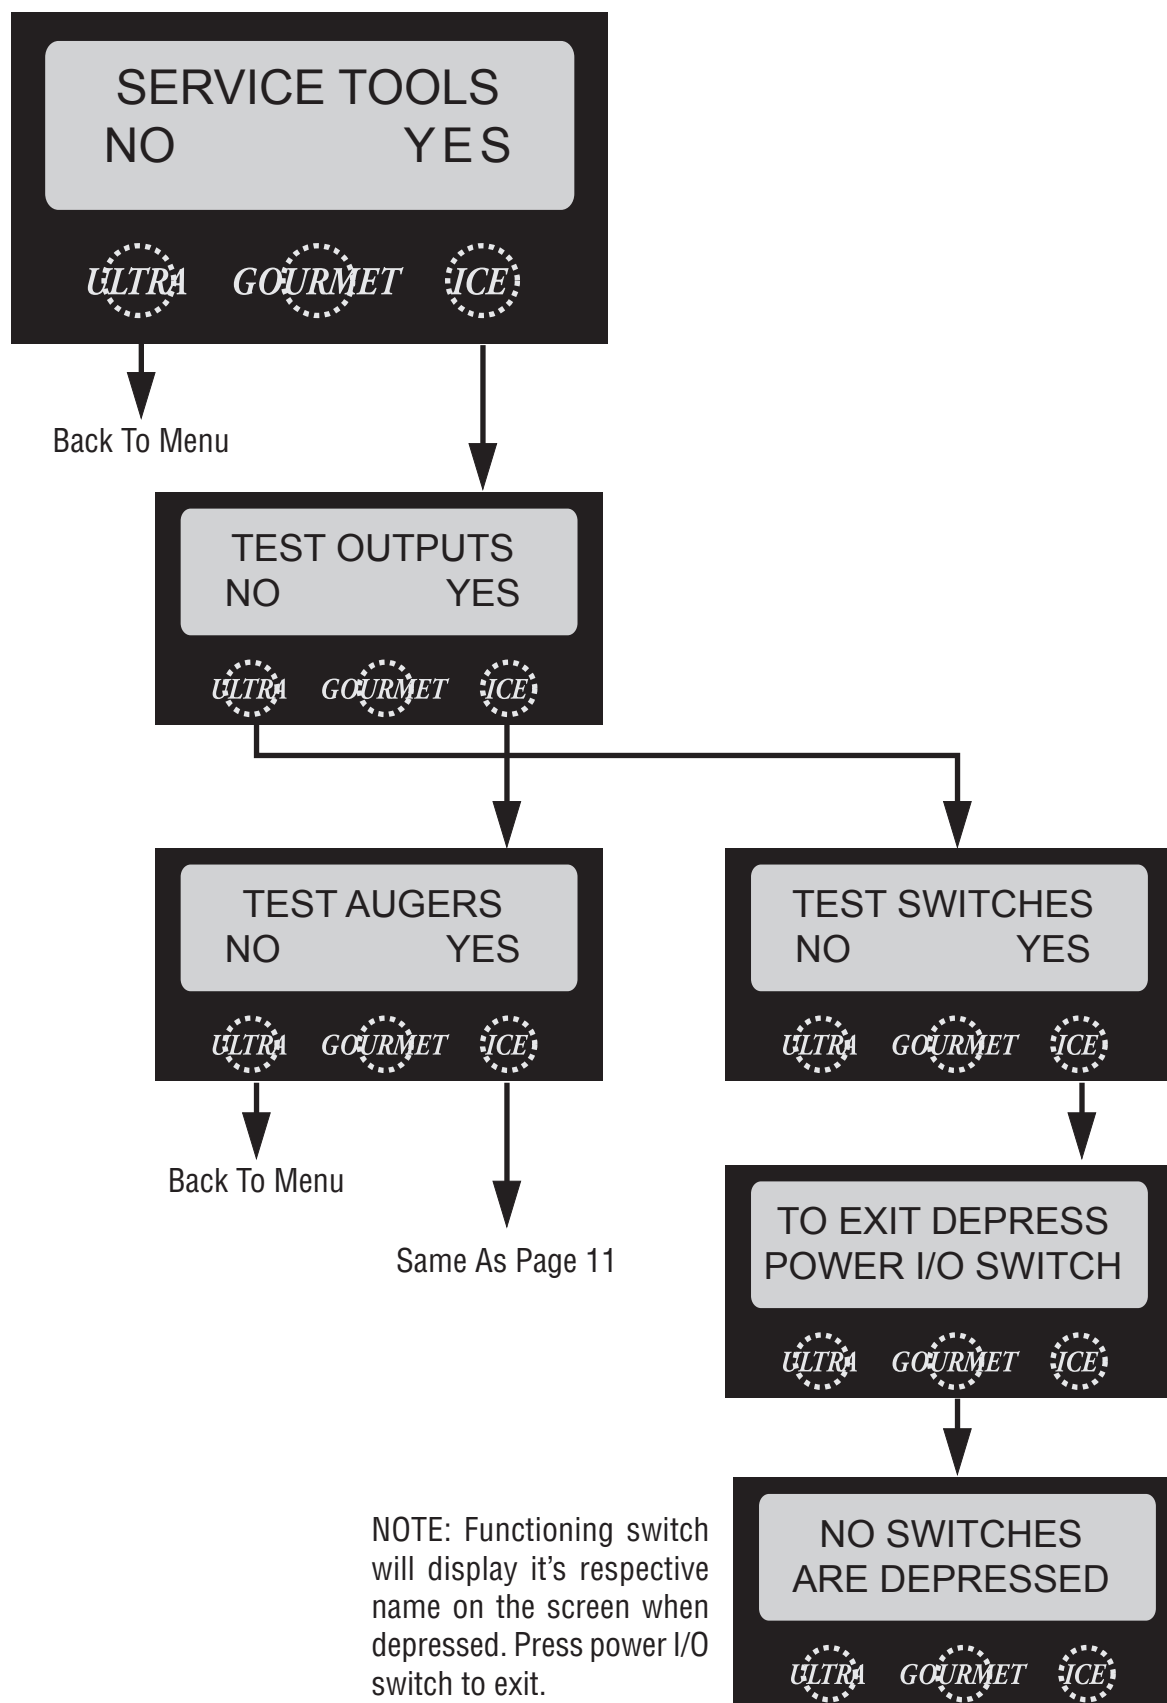 SERVICE TOOLS
NO YES
ULTRA GOURMET ICE
Back To Menu
TEST OUTPUTS
NO YES
ULTRA GOURMET ICE
TEST AUGERS
NO YES
ULTRA GOURMET ICE
Back To Menu
Same As Page 11
TEST SWITCHES
NO YES
ULTRA GOURMET ICE
TO EXIT DEPRESS
POWER I/O SWITCH
ULTRA GOURMET ICE
NOTE: Functioning switch
will display it's respective
name on the screen when
depressed. Press power I/O
switch to exit.
NO SWITCHES
ARE DEPRESSED
ULTRA GOURMET ICE